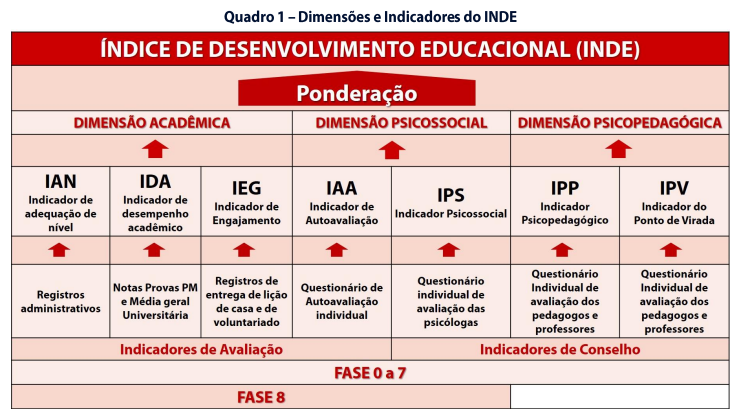 Quadro 1 – Dimensões e Indicadores do INDE
ÍNDICE DE DESENVOLVIMENTO EDUCACIONAL (INDE)
Ponderação
DIMENSÃO ACADÊMICA
DIMENSÃO PSICOSSOCIAL
DIMENSÃO PSICOPEDAGÓGICA
IAN
Indicador de
adequação de
nível
IDA
Indicador de
desempenho
acadêmico
IEG
Indicador de
Engajamento
IAA
Indicador de
Autoavaliação
IPS
Indicador Psicossocial
IPP
Indicador
Psicopedagógico
IPV
Indicador do
Ponto de Virada
Registros
administrativos
Notas Provas PM
e Média geral
Universitária
Registros de
entrega de lição
de casa e de
voluntariado
Questionário de
Autoavaliação
individual
Questionário
individual de
avaliação das
psicólogas
Questionário
Individual de
avaliação dos
pedagogos e
professores
Questionário
Individual de
avaliação dos
pedagogos e
professores
Indicadores de Avaliação
Indicadores de Conselho
FASE 0 a 7
FASE 8